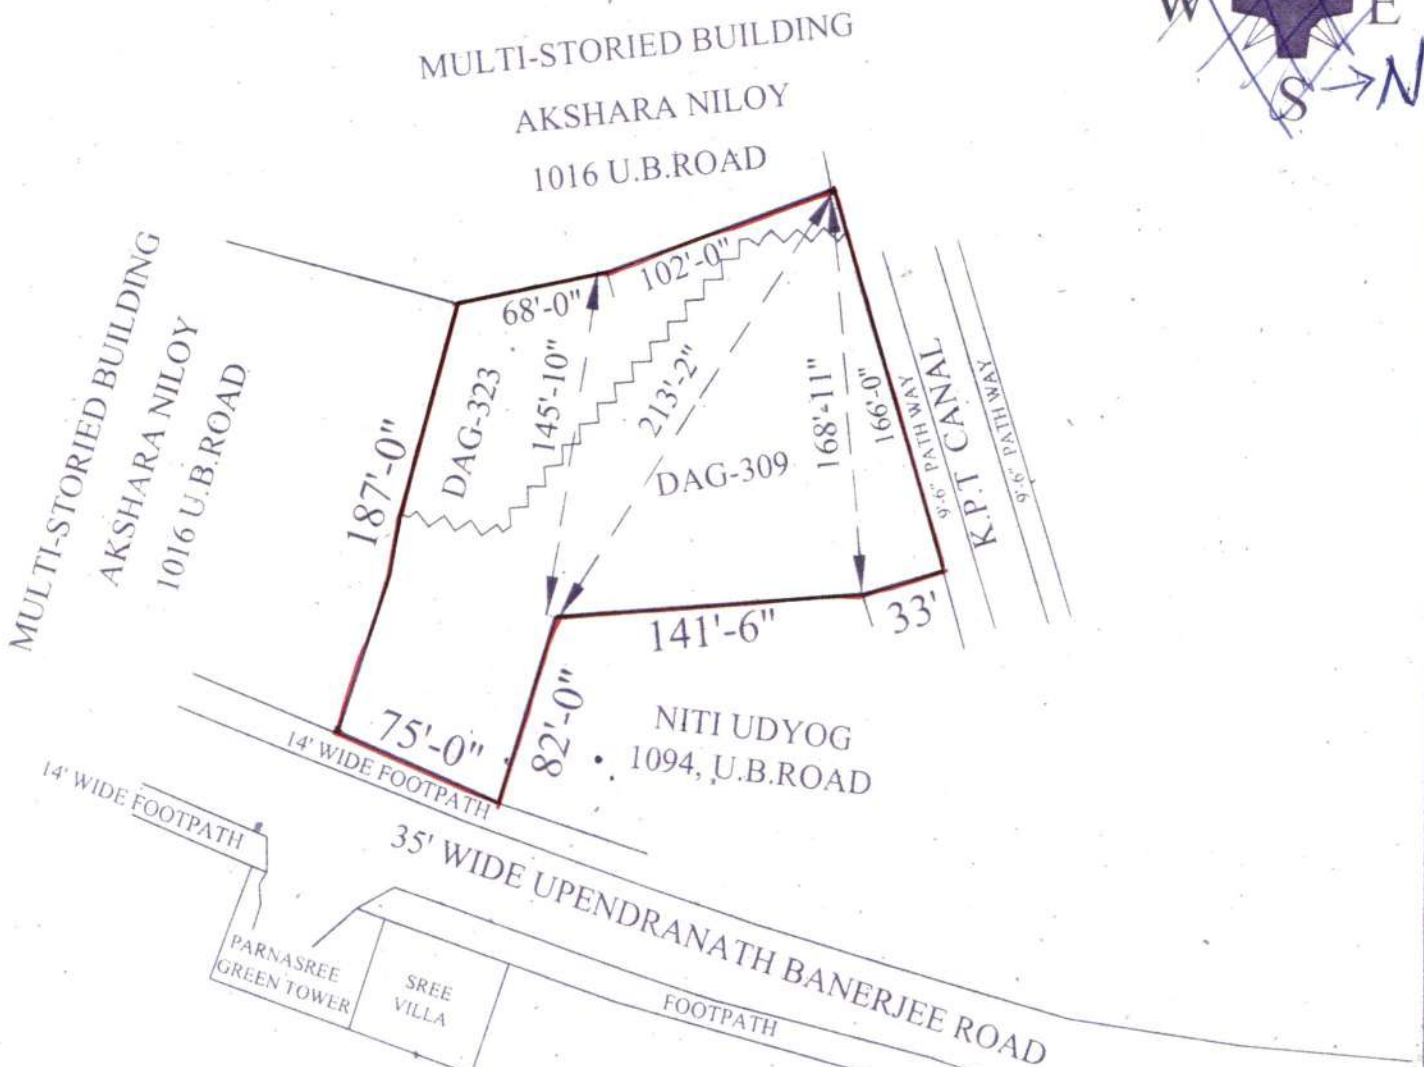 W
E
S → N
MULTI-STORIED BUILDING
AKSHARA NILOY
1016 U.B.ROAD
MULTI-STORIED BUILDING
AKSHARA NILOY
1016 U.B.ROAD
68'-0"
102'-0"
187'-0"
DAG-323
145'-10"
213'-2"
168'-11"
166'-0"
DAG-309
9'-6" PATH WAY
K.P.T CANAL
9'-6" PATH WAY
141'-6"
33'
82'-0"
75'-0"
NITI UDYOG
1094, U.B.ROAD
14' WIDE FOOTPATH
14' WIDE FOOTPATH
35' WIDE UPENDRANATH BANERJEE ROAD
PARNASREE
GREEN TOWER
SREE
VILLA
FOOTPATH